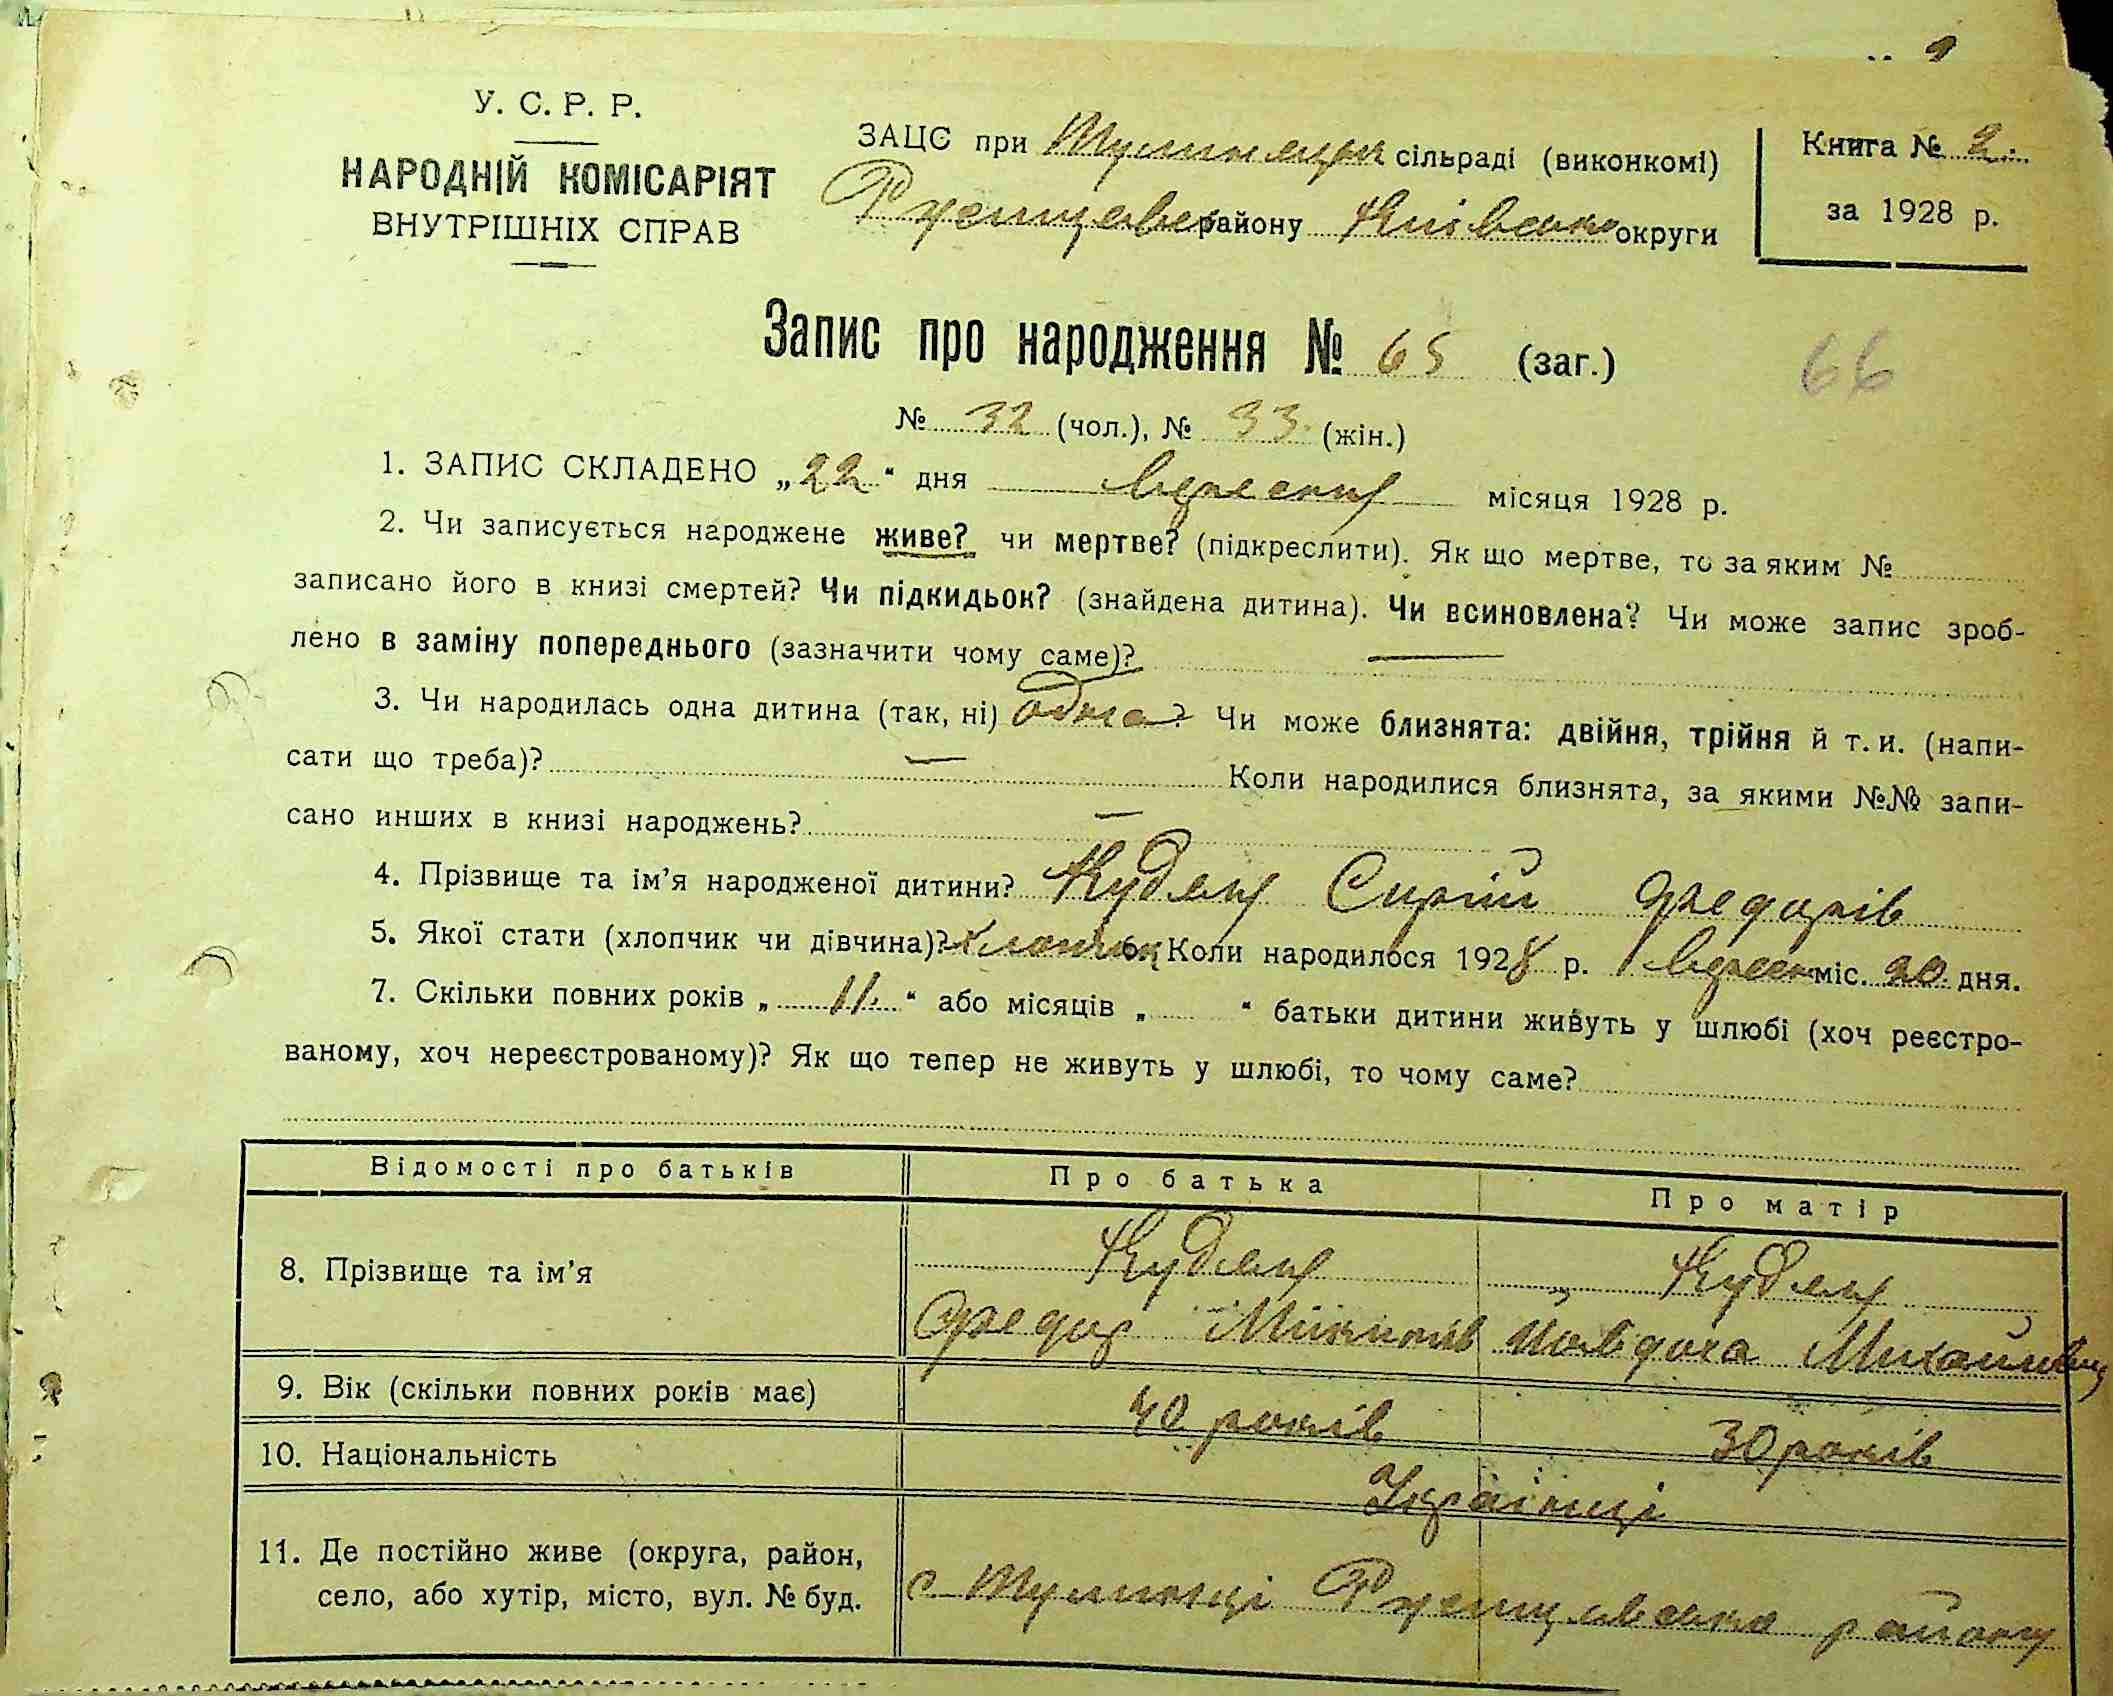 У. С. Р. Р.
НАРОДНІЙ КОМІСАРІЯТ
ВНУТРІШНІХ СПРАВ
ЗАЦС при сільраді (виконкомі)
району Київсько округи
Книга № 2.
за 1928 р.
Запис про народження № 65 (заг.)
66
№ 32 (чол.), № 33 (жін.)
1. ЗАПИС СКЛАДЕНО „22“ дня вересня місяця 1928 р.
2. Чи записується народжене живе? чи мертве? (підкреслити). Як що мертве, то за яким №
записано його в книзі смертей? Чи підкидьок? (знайдена дитина). Чи всиновлена? Чи може запис зроб-
лено в заміну попереднього (зазначити чому саме)? —
3. Чи народилась одна дитина (так, ні) одна? Чи може близнята: двійня, трійня й т. и. (напи-
сати що треба)? — Коли народилися близнята, за якими №№ запи-
сано инших в книзі народжень? —
4. Прізвище та ім’я народженої дитини? Сиргій Федорів
5. Якої стати (хлопчик чи дівчина)? хлопчик 6. Коли народилося 1928 р. вересн міс. 20 дня.
7. Скільки повних років „ 11. “ або місяців „ “ батьки дитини живуть у шлюбі (хоч реєстро-
ваному, хоч нереєстрованому)? Як що тепер не живуть у шлюбі, то чому саме?
Відомості про батьків Про батька Про матір
8. Прізвище та ім’я
Федор Микитів Михайлівна
9. Вік (скільки повних років має) 40 років 30 років
10. Національність Українці
11. Де постійно живе (округа, район,
село, або хутір, місто, вул. № буд. с району